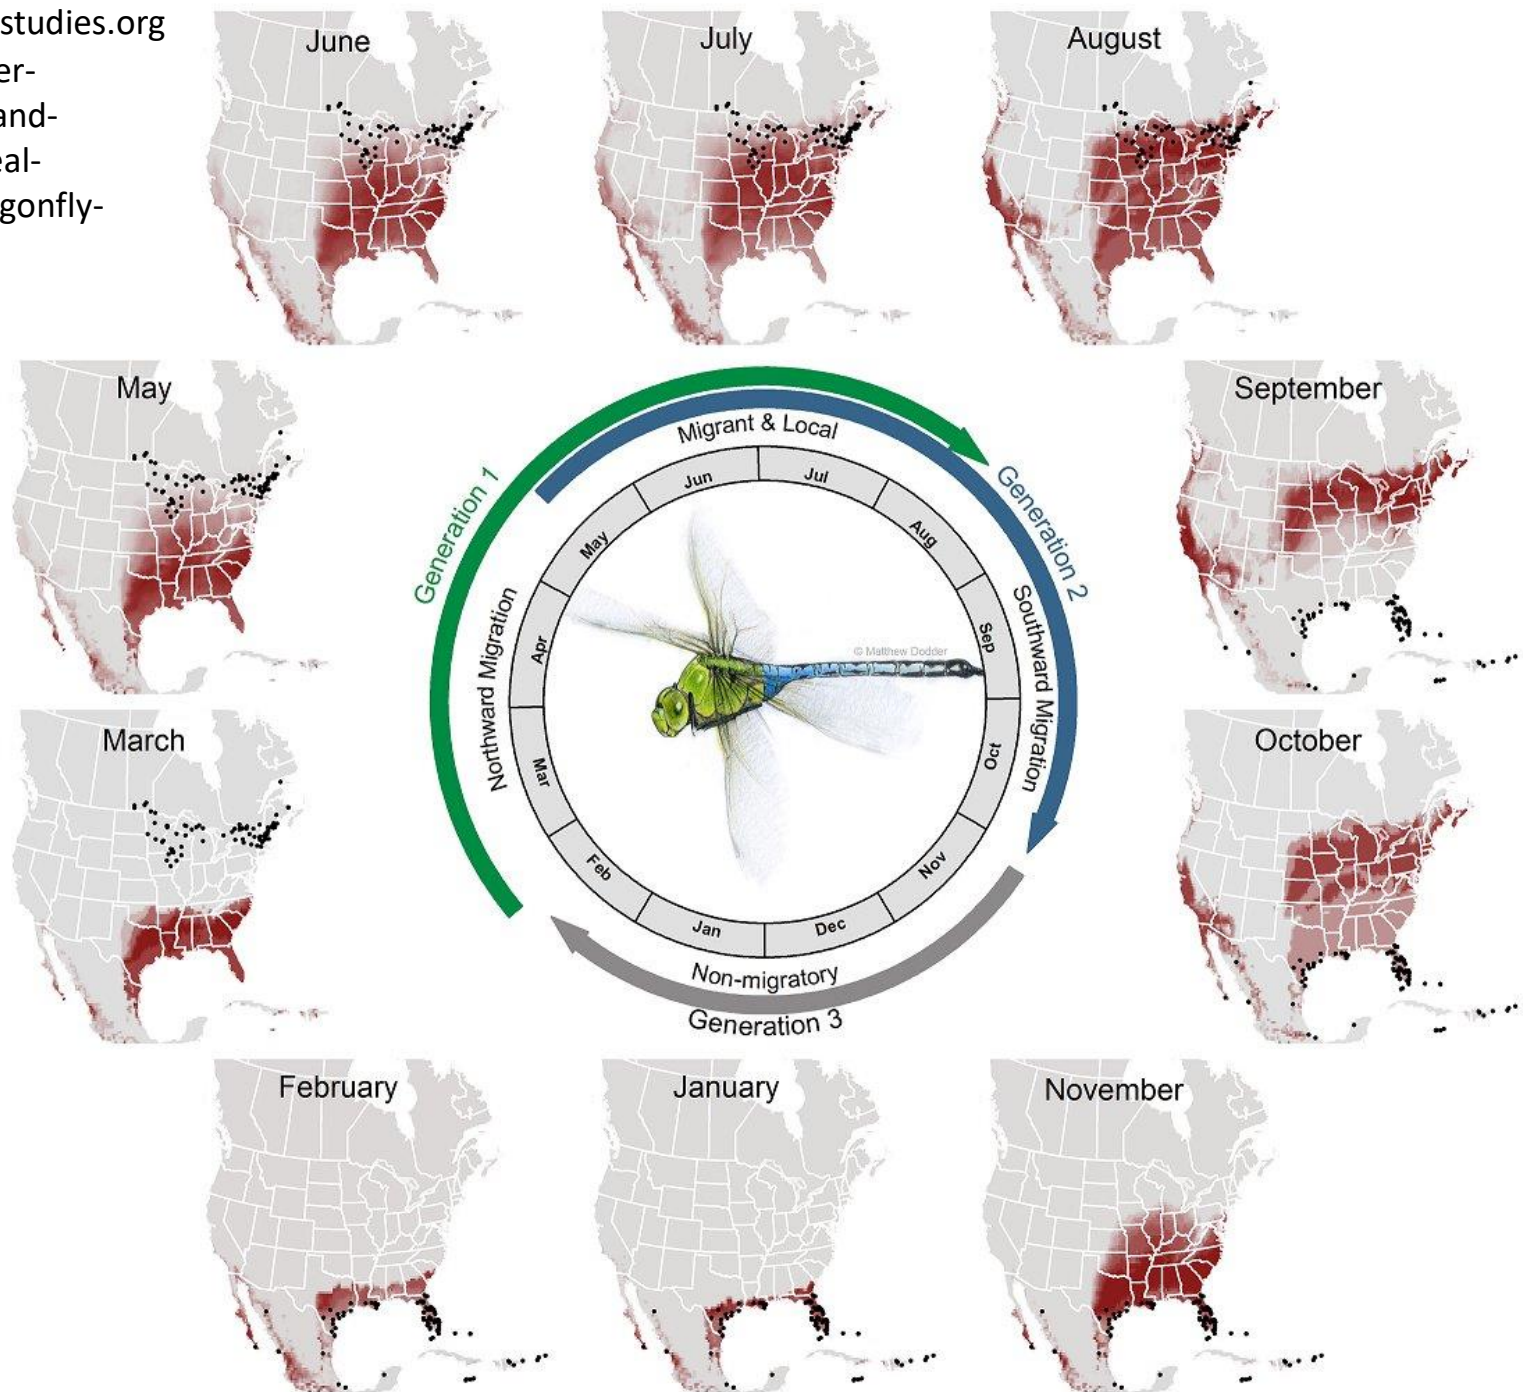 studies.org
er-
and-
eal-
gonfly-
June
July
August
May
September
March
October
February
January
November
Migrant & Local
Generation 1
Generation 2
Northward Migration
Southward Migration
Non-migratory
Generation 3
Jun
Jul
Aug
Sep
Oct
Nov
Dec
Jan
Feb
Mar
Apr
May
© Matthew Dodder